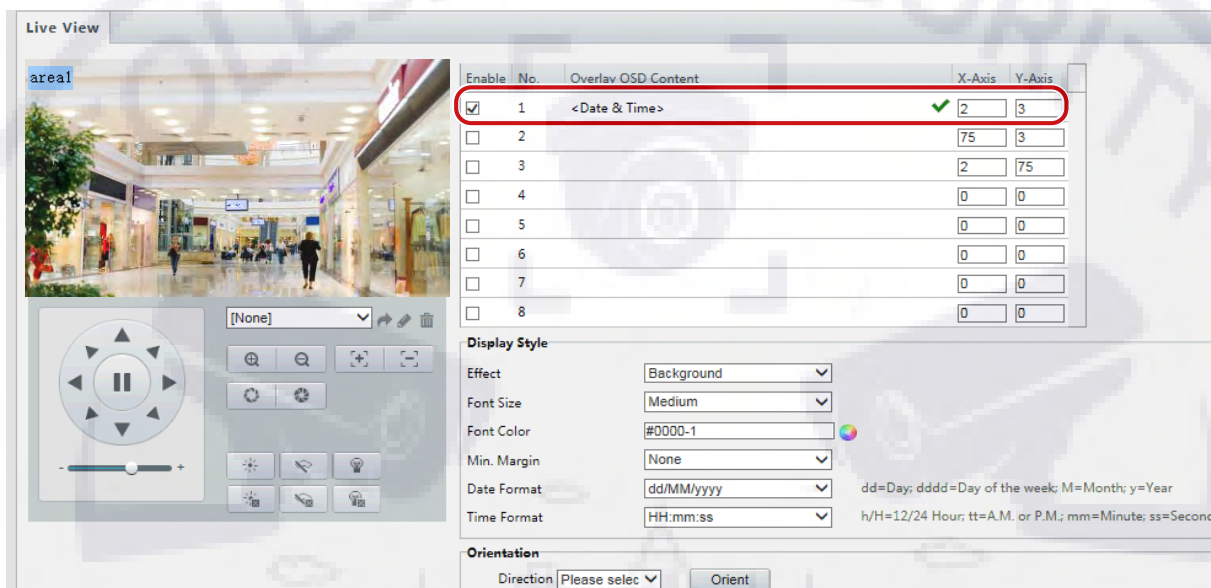 Live View
area1
Enable No. Overlay OSD Content X-Axis Y-Axis
1 <Date & Time> 2 3
2 75 3
3 2 75
4 0 0
5 0 0
6 0 0
7 0 0
8 0 0
[None]
- +
Display Style
Effect Background
Font Size Medium
Font Color #0000-1
Min. Margin None
Date Format dd/MM/yyyy dd=Day; dddd=Day of the week; M=Month; y=Year
Time Format HH:mm:ss h/H=12/24 Hour; tt=A.M. or P.M.; mm=Minute; ss=Second
Orientation
Direction Please selec Orient